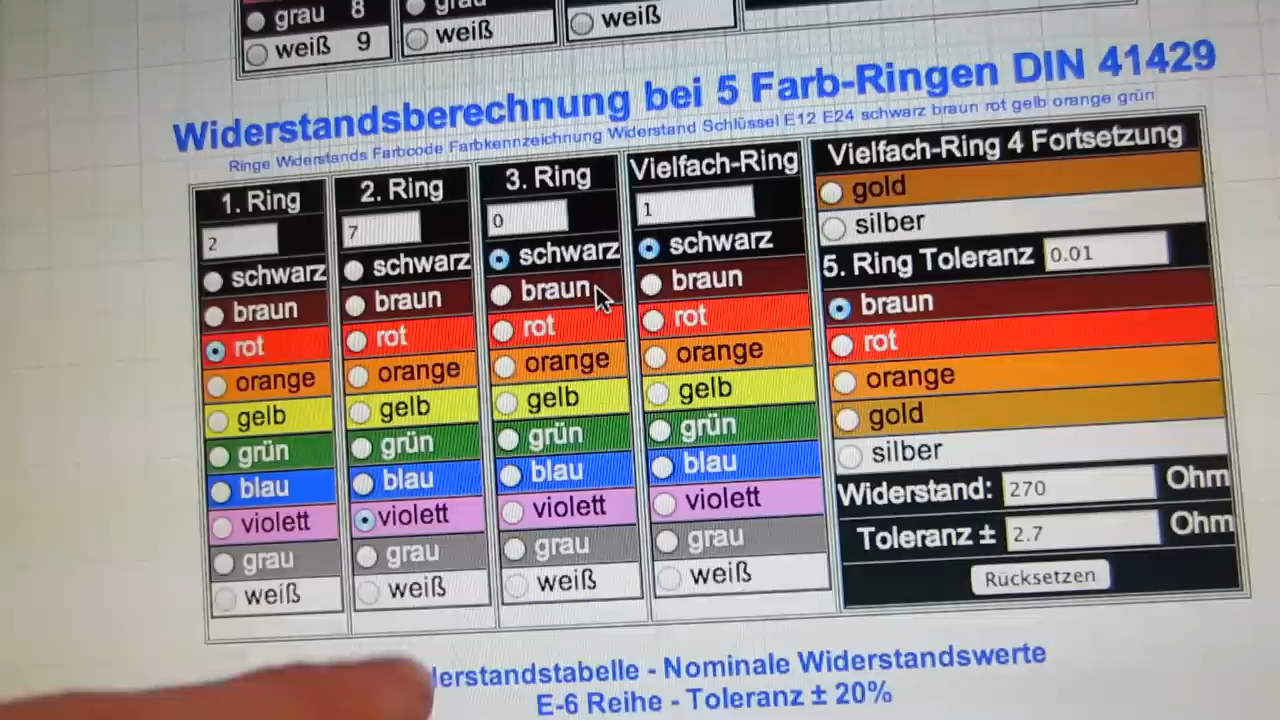 grau 8
weiß 9
grau
weiß
weiß
Widerstandsberechnung bei 5 Farb-Ringen DIN 41429
Ringe Widerstands Farbcode Farbkennzeichnung Widerstand Schlüssel E12 E24 schwarz braun rot gelb orange grün
1. Ring
2
schwarz
braun
rot
orange
gelb
grün
blau
violett
grau
weiß
2. Ring
7
schwarz
braun
rot
orange
gelb
grün
blau
violett
grau
weiß
3. Ring
0
schwarz
braun
rot
orange
gelb
grün
blau
violett
grau
weiß
Vielfach-Ring
1
schwarz
braun
rot
orange
gelb
grün
blau
violett
grau
weiß
Vielfach-Ring 4 Fortsetzung
gold
silber
5. Ring Toleranz 0.01
braun
rot
orange
gold
silber
Widerstand: 270 Ohm
Toleranz ± 2.7 Ohm
Rücksetzen
derstandstabelle - Nominale Widerstandswerte
E-6 Reihe - Toleranz ± 20%